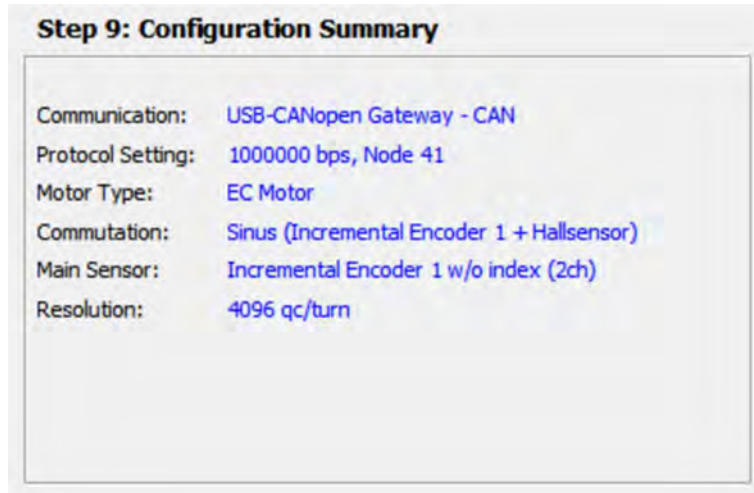 Step 9: Configuration Summary
Communication: USB-CANopen Gateway - CAN
Protocol Setting: 1000000 bps, Node 41
Motor Type: EC Motor
Commutation: Sinus (Incremental Encoder 1 + Hallsensor)
Main Sensor: Incremental Encoder 1 w/o index (2ch)
Resolution: 4096 qc/turn